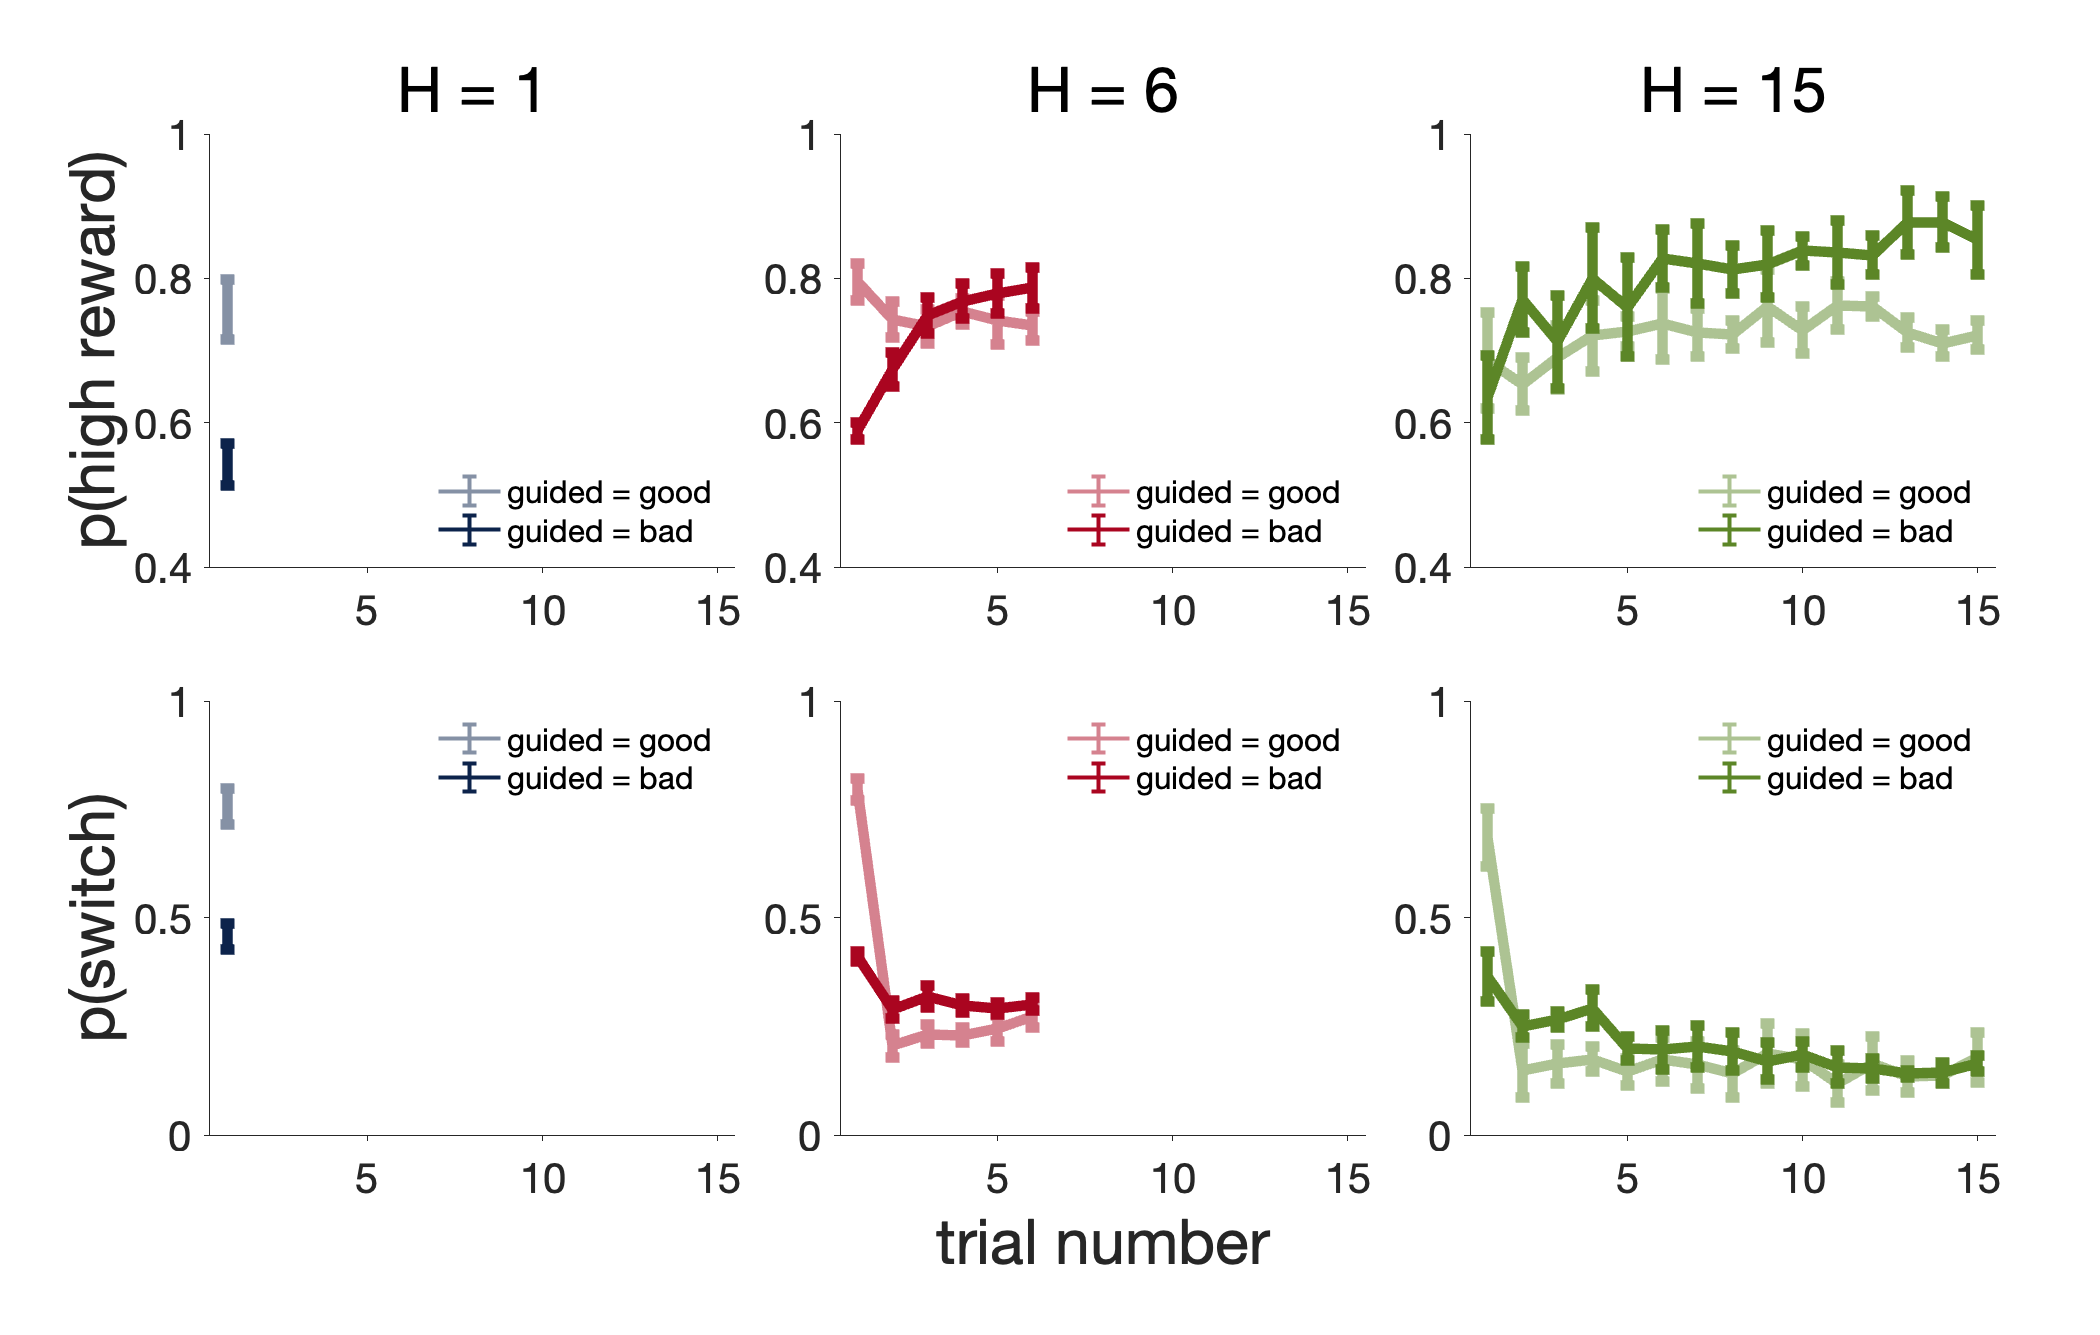 H = 1
H = 6
H = 15
p(high reward)
1
0.8
0.6
0.4
5
10
15
guided = good
guided = bad
1
0.8
0.6
0.4
5
10
15
guided = good
guided = bad
1
0.8
0.6
0.4
5
10
15
guided = good
guided = bad
p(switch)
1
0.5
0
5
10
15
guided = good
guided = bad
1
0.5
0
5
10
15
guided = good
guided = bad
1
0.5
0
5
10
15
guided = good
guided = bad
trial number